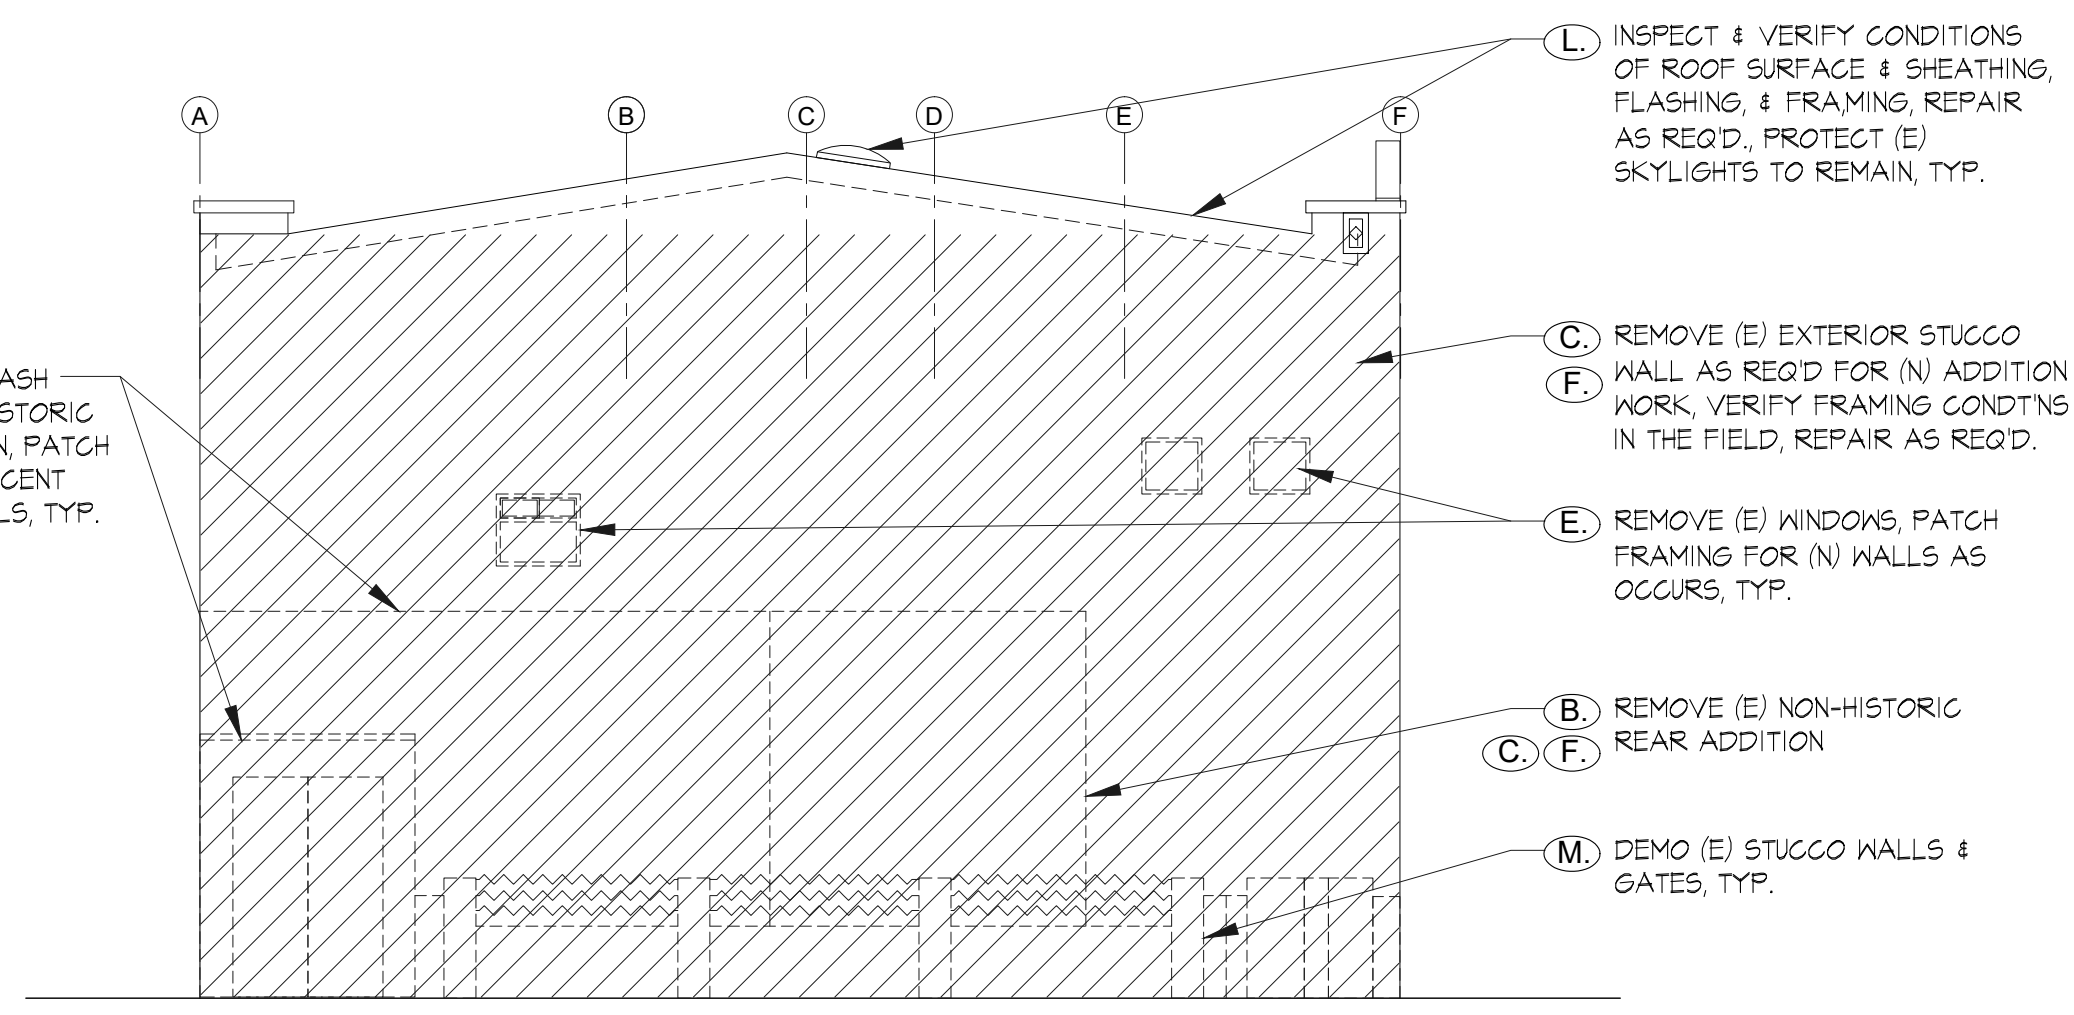 L. INSPECT & VERIFY CONDITIONS
OF ROOF SURFACE & SHEATHING,
FLASHING, & FRA,MING, REPAIR
AS REQ'D., PROTECT (E)
SKYLIGHTS TO REMAIN, TYP.
A B C D E F
C. REMOVE (E) EXTERIOR STUCCO
F. WALL AS REQ'D FOR (N) ADDITION
WORK, VERIFY FRAMING CONDT'NS
IN THE FIELD, REPAIR AS REQ'D.
ASH
STORIC
N, PATCH
CENT
LS, TYP.
E. REMOVE (E) WINDOWS, PATCH
FRAMING FOR (N) WALLS AS
OCCURS, TYP.
B. REMOVE (E) NON-HISTORIC
C. F. REAR ADDITION
M. DEMO (E) STUCCO WALLS &
GATES, TYP.